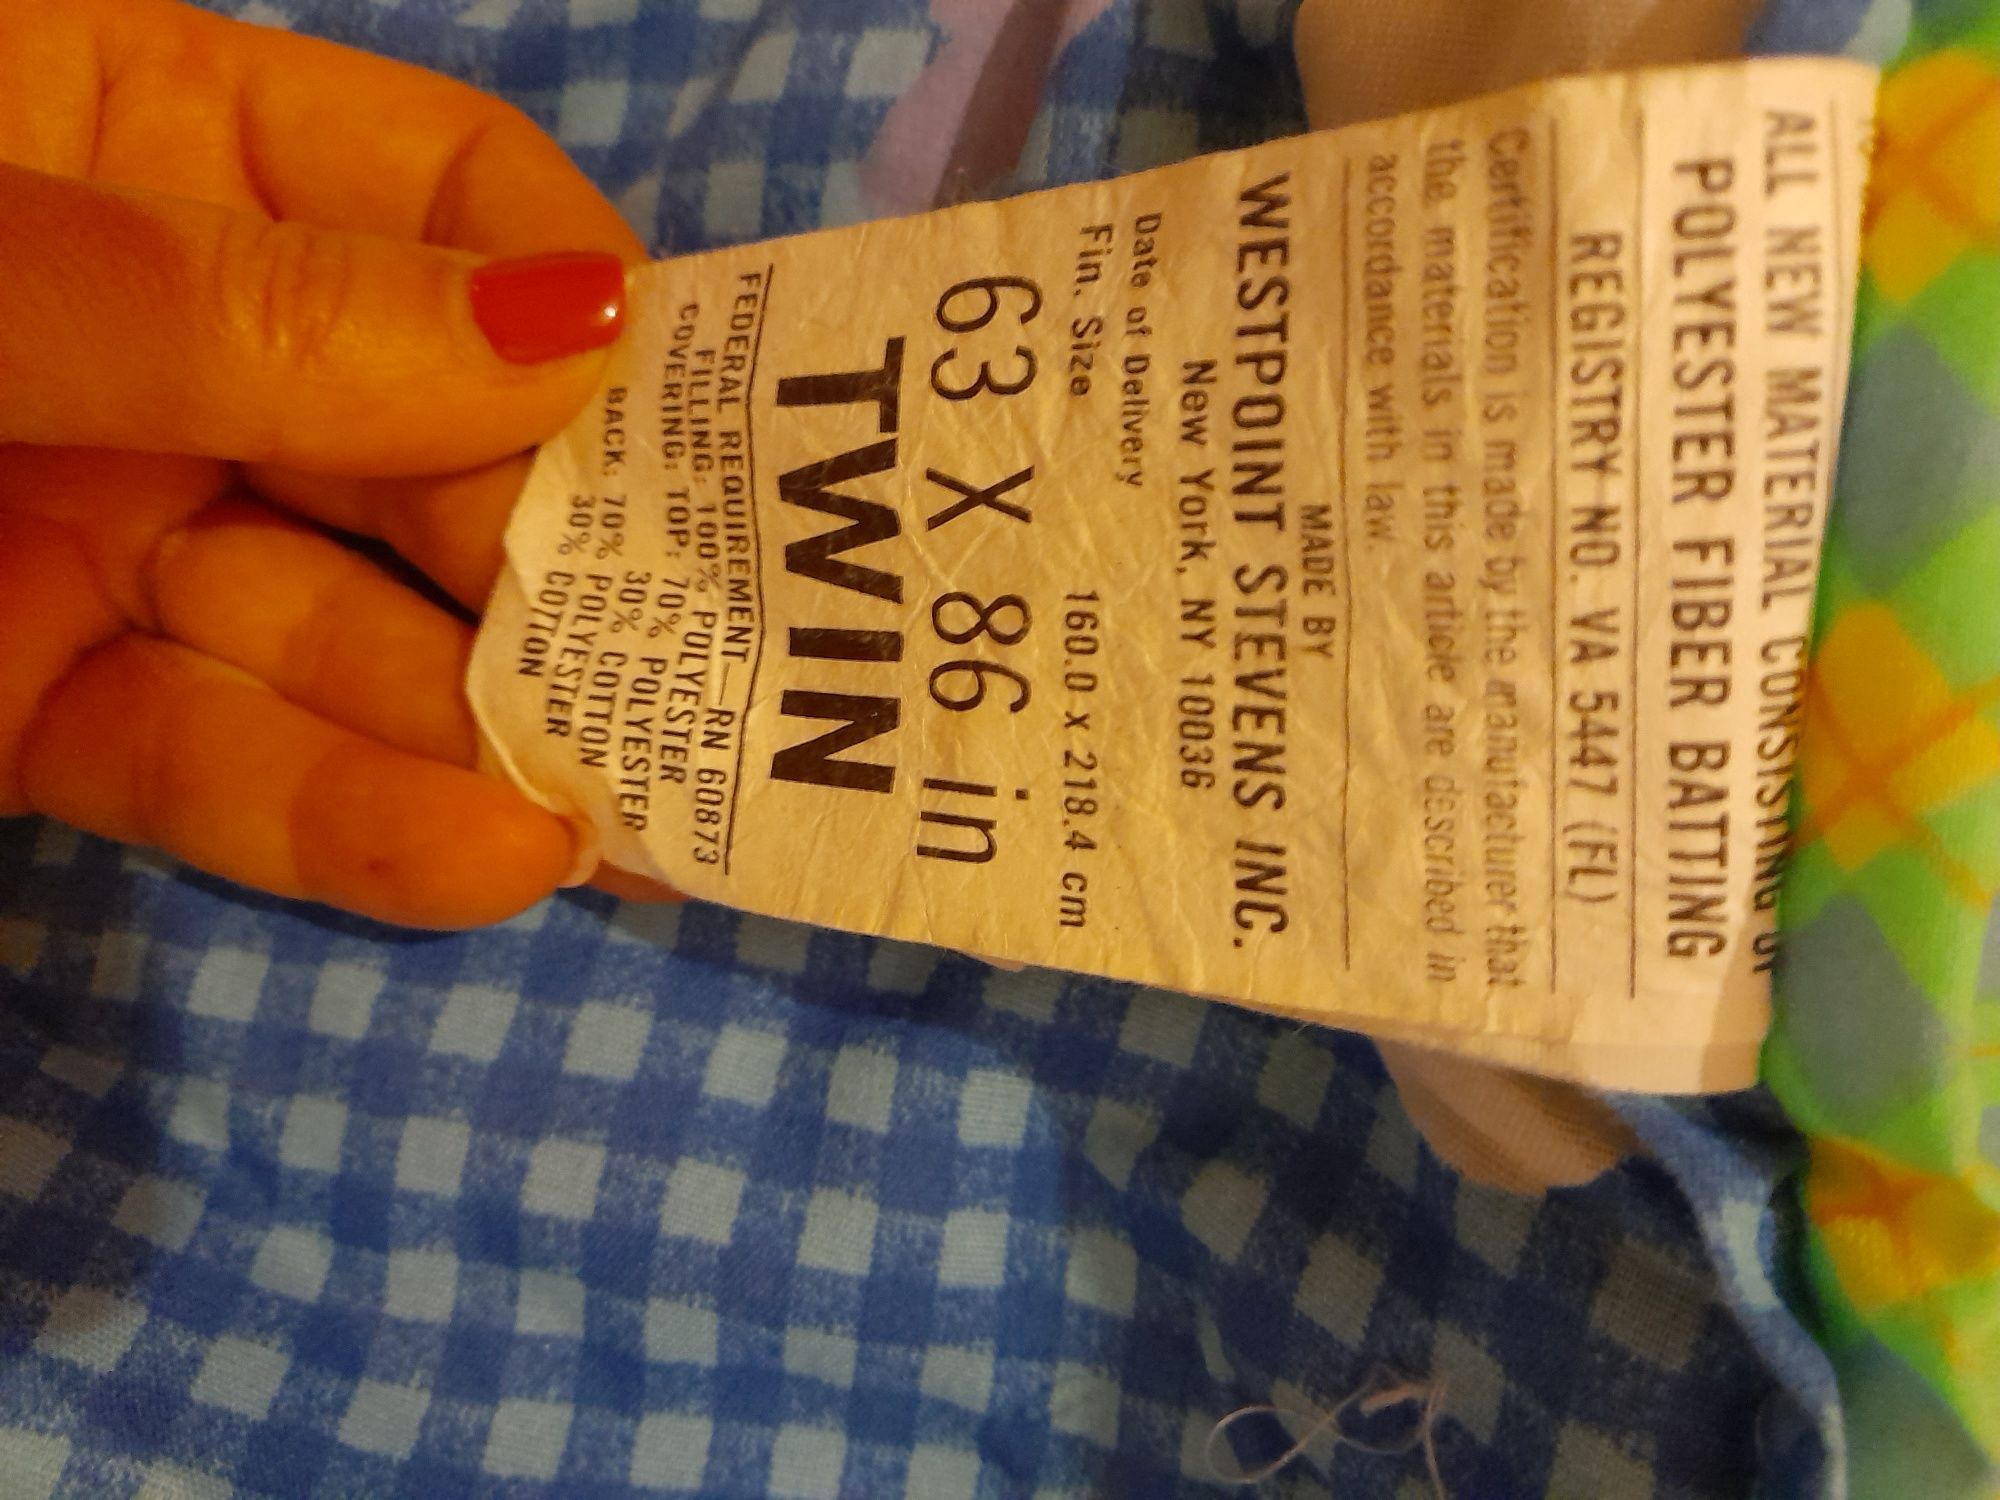 ALL NEW MATERIAL CONSISTING OF
POLYESTER FIBER BATTING
REGISTRY NO. VA 5447 (FL)
Certification is made by the manufacturer that
the materials in this article are described in
accordance with law.
MADE BY
WESTPOINT STEVENS INC.
New York, NY 10036
Date of Delivery
Fin. Size 160.0 x 218.4 cm
63 X 86 in
TWIN
FEDERAL REQUIREMENT—RN 60873
FILLING: 100% POLYESTER
COVERING: TOP: 70% POLYESTER
30% COTTON
BACK: 70% POLYESTER
30% COTTON